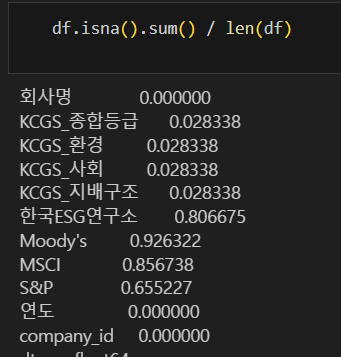 df.isna().sum() / len(df)
회사명 0.000000
KCGS_종합등급 0.028338
KCGS_환경 0.028338
KCGS_사회 0.028338
KCGS_지배구조 0.028338
한국ESG연구소 0.806675
Moody's 0.926322
MSCI 0.856738
S&P 0.655227
연도 0.000000
company_id 0.000000